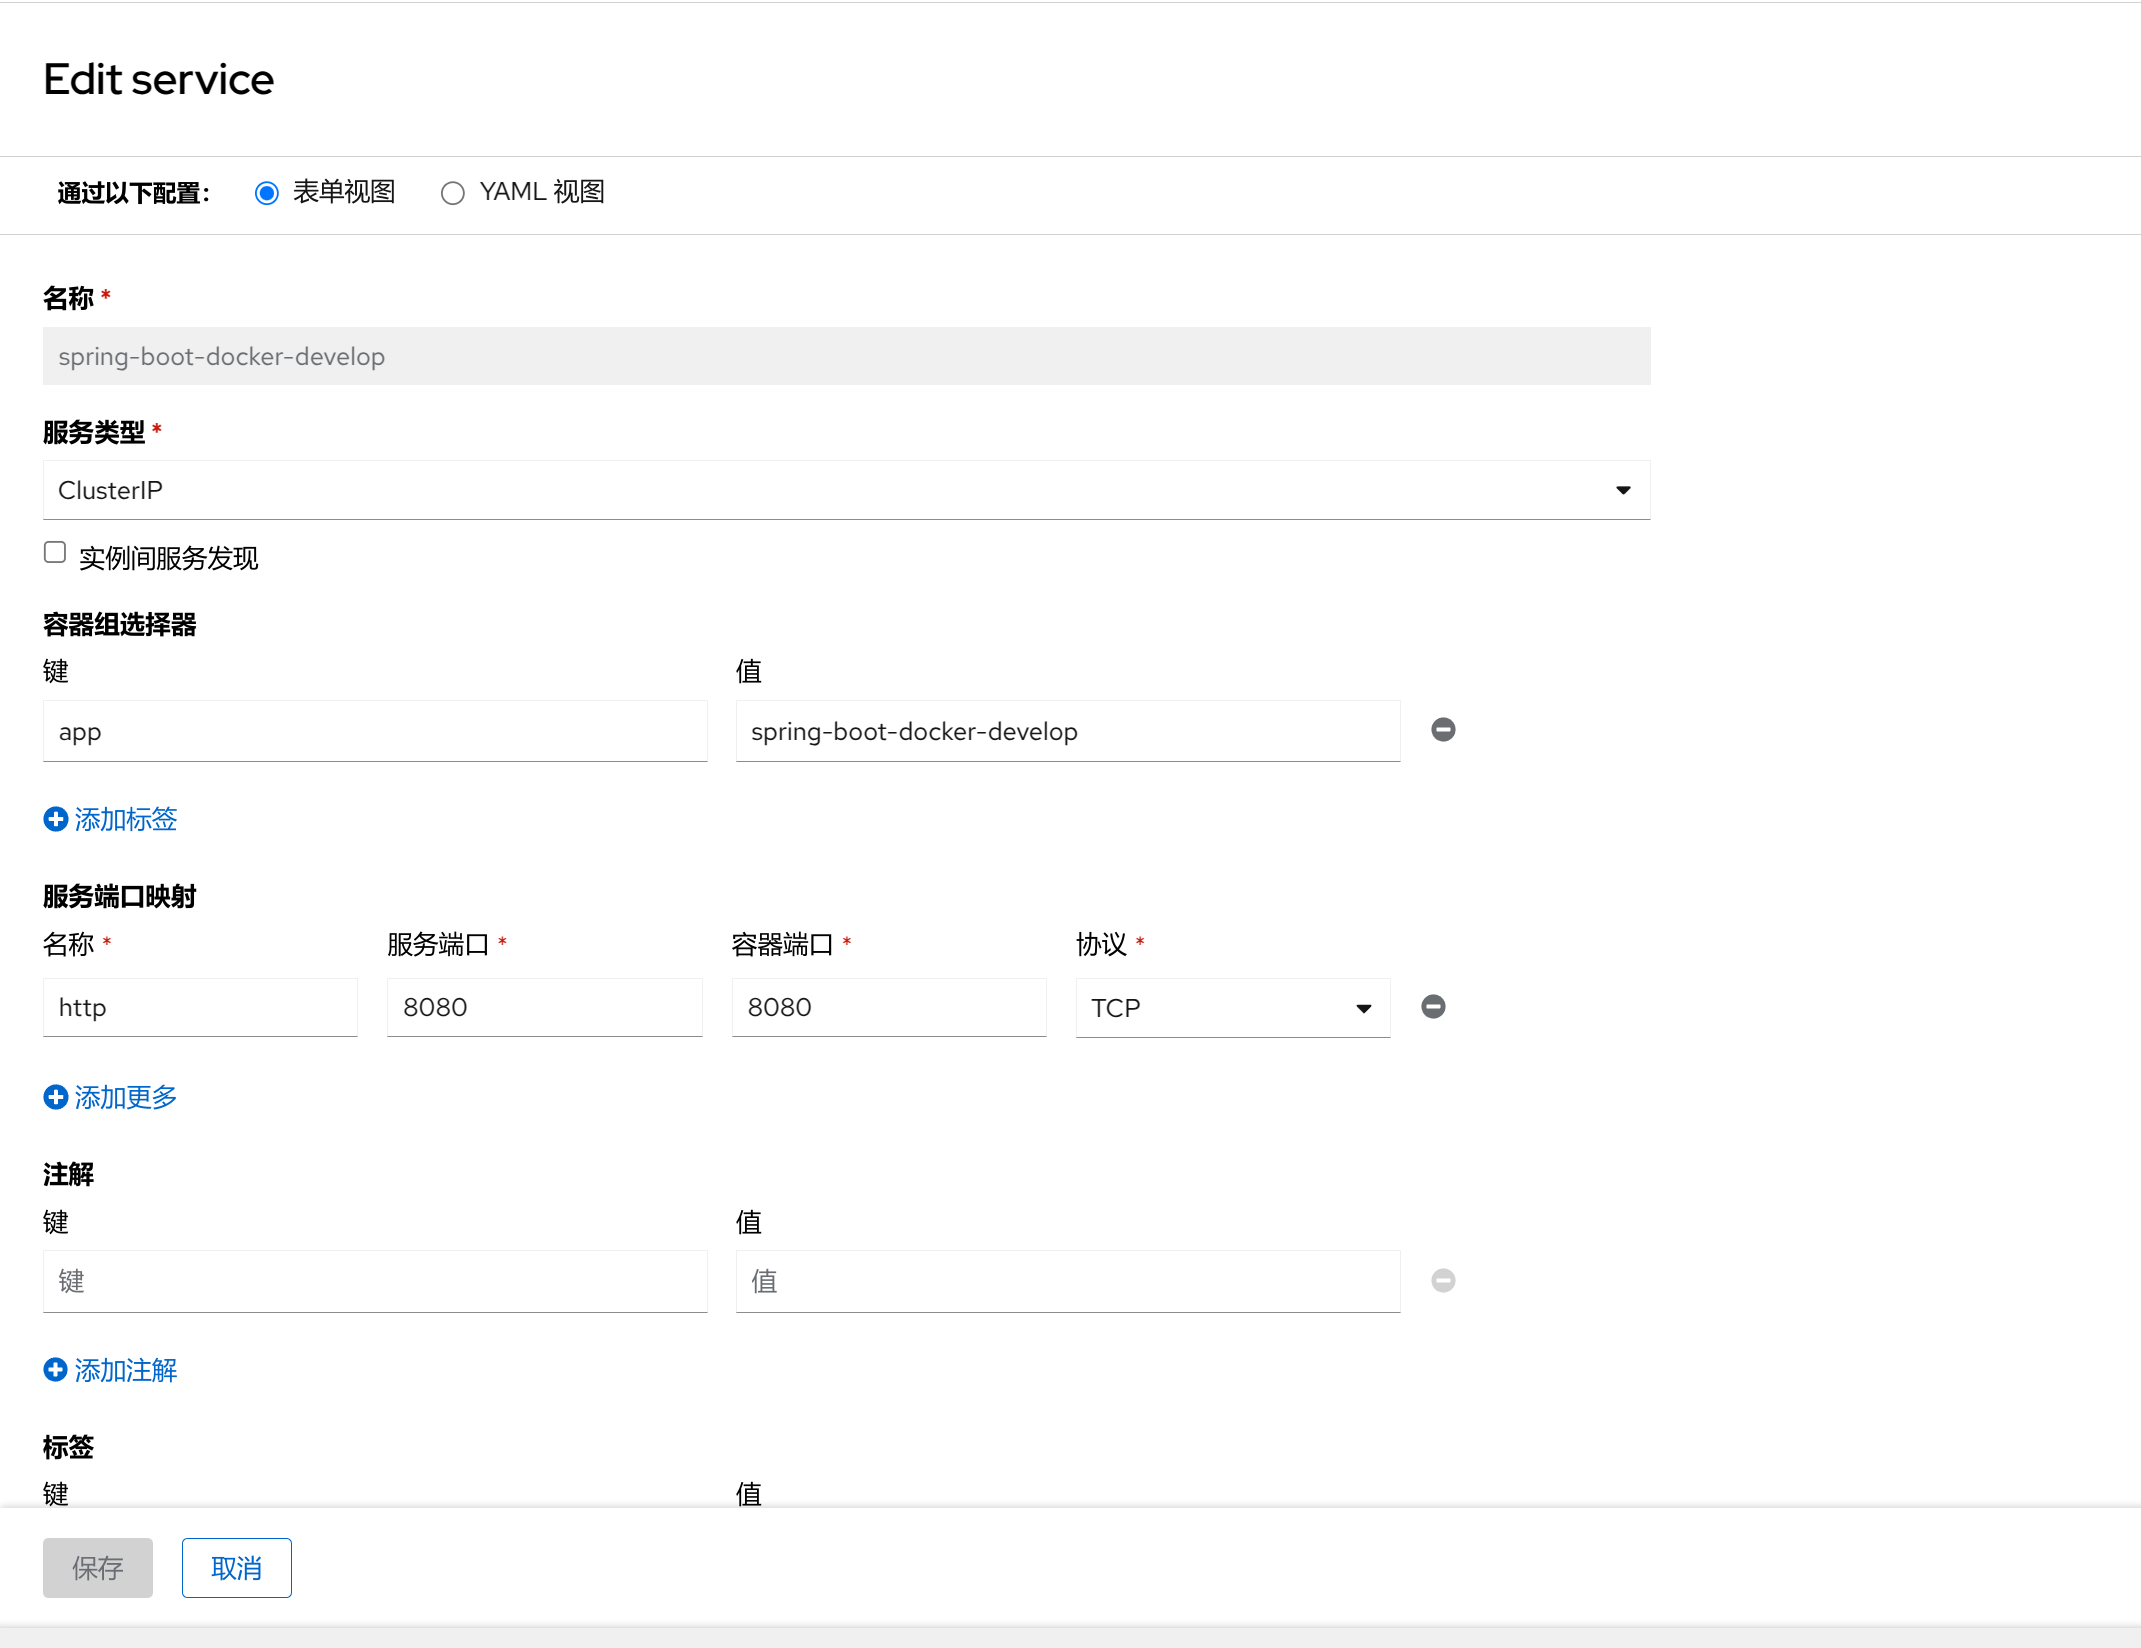 Edit service
通过以下配置： 表单视图 YAML 视图
名称 *
spring-boot-docker-develop
服务类型 *
ClusterIP
实例间服务发现
容器组选择器
键 值
app spring-boot-docker-develop
添加标签
服务端口映射
名称 * 服务端口 * 容器端口 * 协议 *
http 8080 8080 TCP
添加更多
注解
键 值
键 值
添加注解
标签
键 值
保存 取消